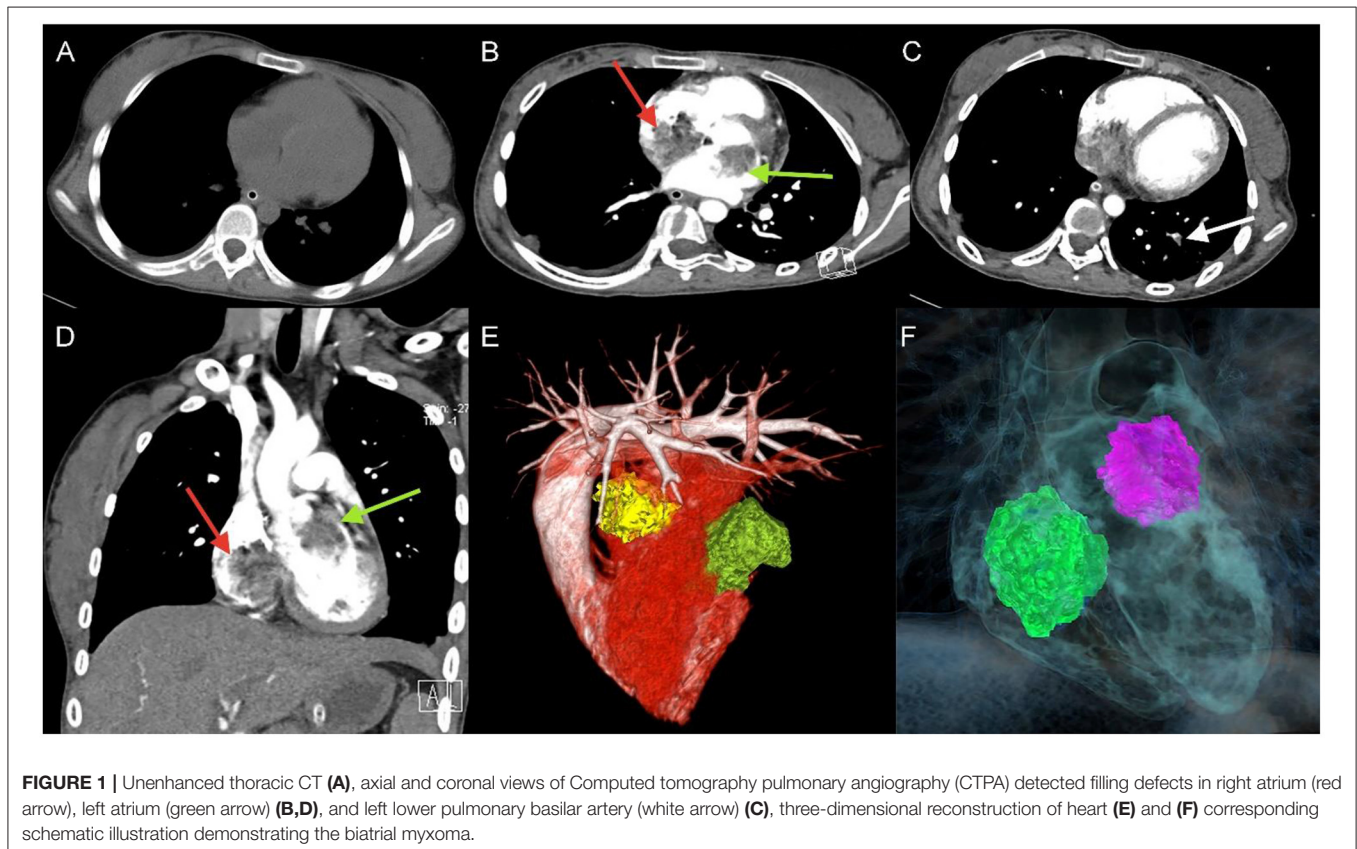 A
B
C
D
E
F
A L
FIGURE 1 | Unenhanced thoracic CT (A), axial and coronal views of Computed tomography pulmonary angiography (CTPA) detected filling defects in right atrium (red
arrow), left atrium (green arrow) (B,D), and left lower pulmonary basilar artery (white arrow) (C), three-dimensional reconstruction of heart (E) and (F) corresponding
schematic illustration demonstrating the biatrial myxoma.